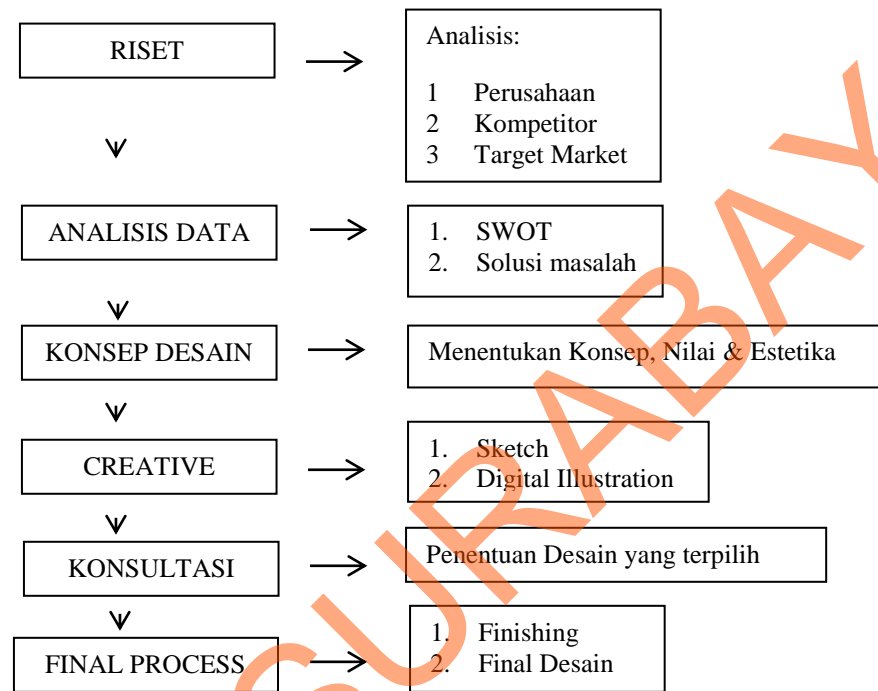 RISET
Analisis:
1 Perusahaan
2 Kompetitor
3 Target Market
ANALISIS DATA
1. SWOT
2. Solusi masalah
KONSEP DESAIN
Menentukan Konsep, Nilai & Estetika
CREATIVE
1. Sketch
2. Digital Illustration
KONSULTASI
Penentuan Desain yang terpilih
FINAL PROCESS
1. Finishing
2. Final Desain
SURABAY